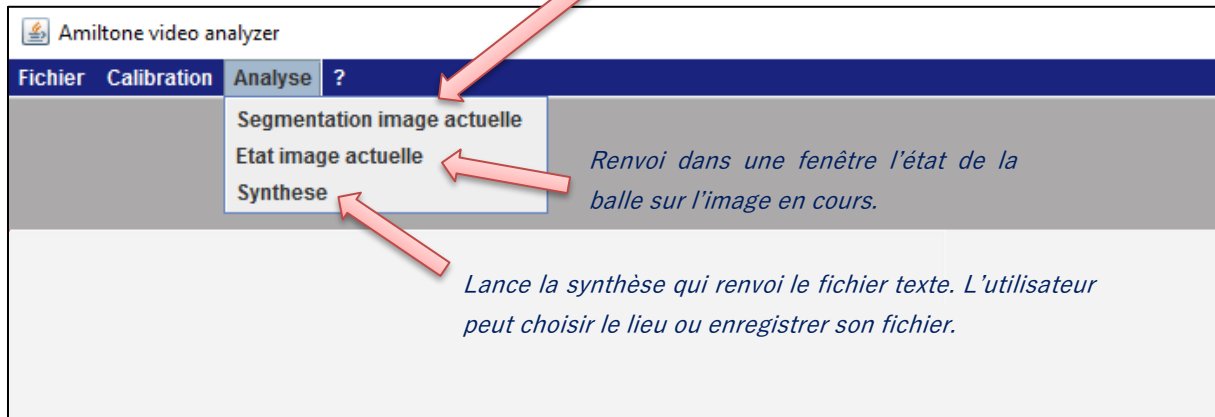 Amiltone video analyzer
Fichier Calibration Analyse ?
Segmentation image actuelle
Etat image actuelle
Synthese
Renvoi dans une fenêtre l’état de la
balle sur l’image en cours.
Lance la synthèse qui renvoi le fichier texte. L’utilisateur
peut choisir le lieu ou enregistrer son fichier.